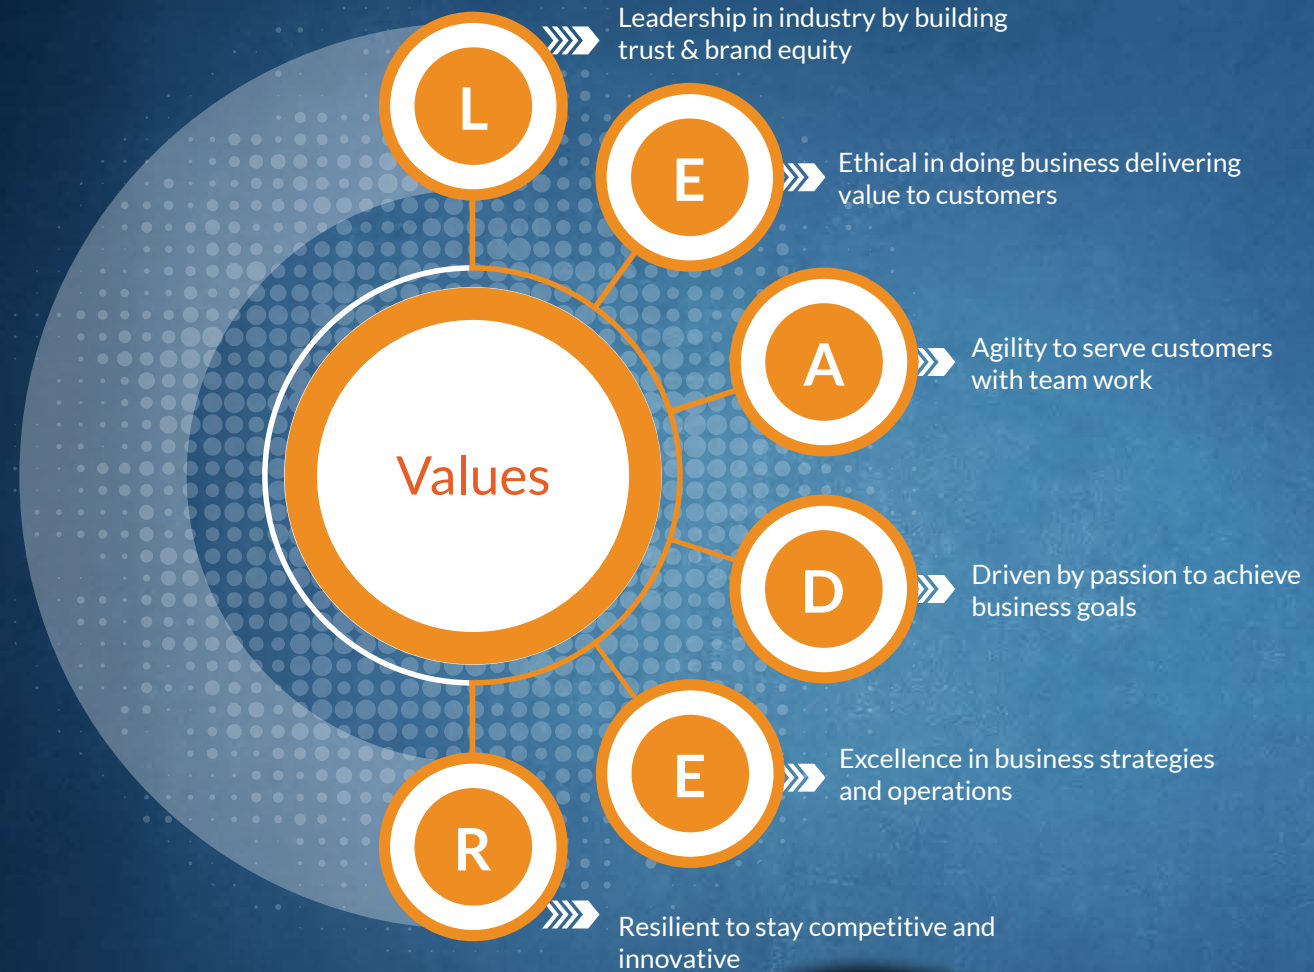 L
Leadership in industry by building
trust & brand equity
E
Ethical in doing business delivering
value to customers
A
Agility to serve customers
with team work
Values
D
Driven by passion to achieve
business goals
E
Excellence in business strategies
and operations
R
Resilient to stay competitive and
innovative